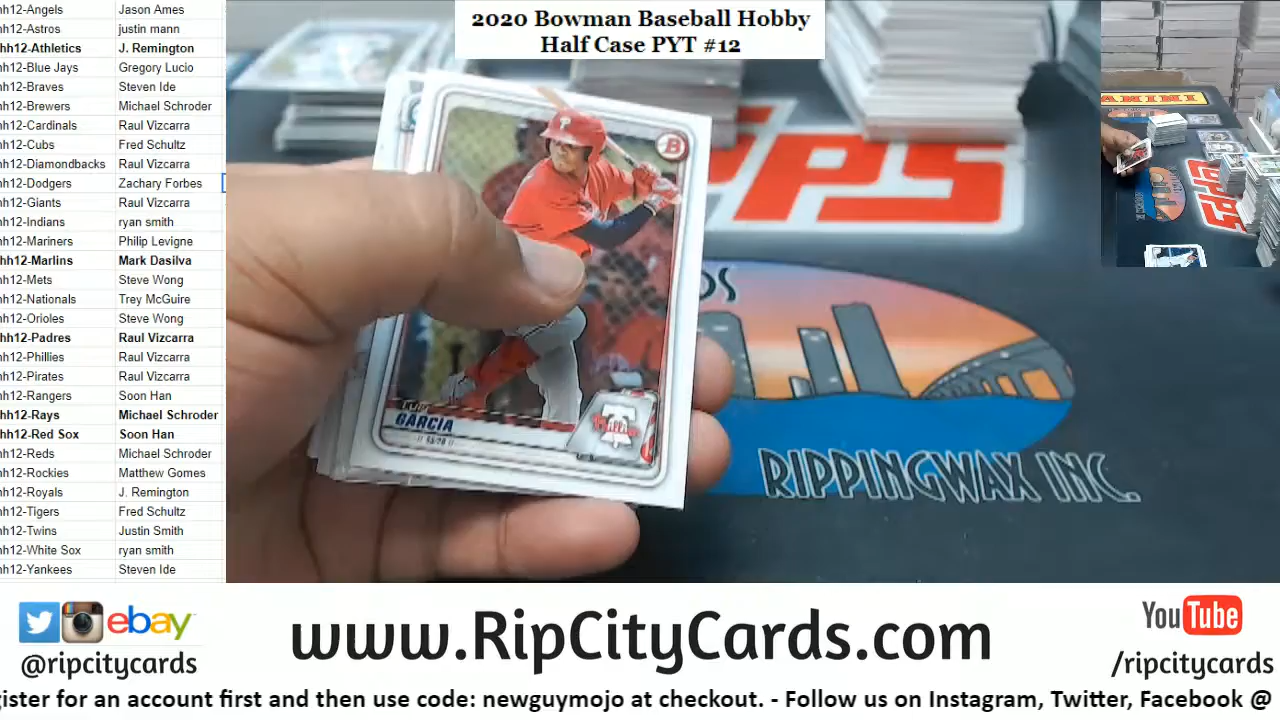 2020 Bowman Baseball Hobby
Half Case PYT #12
hh12-Angels Jason Ames
hh12-Astros justin mann
hh12-Athletics J. Remington
hh12-Blue Jays Gregory Lucio
hh12-Braves Steven Ide
hh12-Brewers Michael Schroder
hh12-Cardinals Raul Vizcarra
hh12-Cubs Fred Schultz
hh12-Diamondbacks Raul Vizcarra
hh12-Dodgers Zachary Forbes
hh12-Giants Raul Vizcarra
hh12-Indians ryan smith
hh12-Mariners Philip Levigne
hh12-Marlins Mark Dasilva
hh12-Mets Steve Wong
hh12-Nationals Trey McGuire
hh12-Orioles Steve Wong
hh12-Padres Raul Vizcarra
hh12-Phillies Raul Vizcarra
hh12-Pirates Raul Vizcarra
hh12-Rangers Soon Han
hh12-Rays Michael Schroder
hh12-Red Sox Soon Han
hh12-Reds Michael Schroder
hh12-Rockies Matthew Gomes
hh12-Royals J. Remington
hh12-Tigers Fred Schultz
hh12-Twins Justin Smith
hh12-White Sox ryan smith
hh12-Yankees Steven Ide
B
GARCIA
Phillies
PPS
DS
RIPPINGWAX INC.
PANINI
TOPPS
ebay
@ripcitycards
www.RipCityCards.com
YouTube
/ripcitycards
gister for an account first and then use code: newguymojo at checkout. - Follow us on Instagram, Twitter, Facebook @